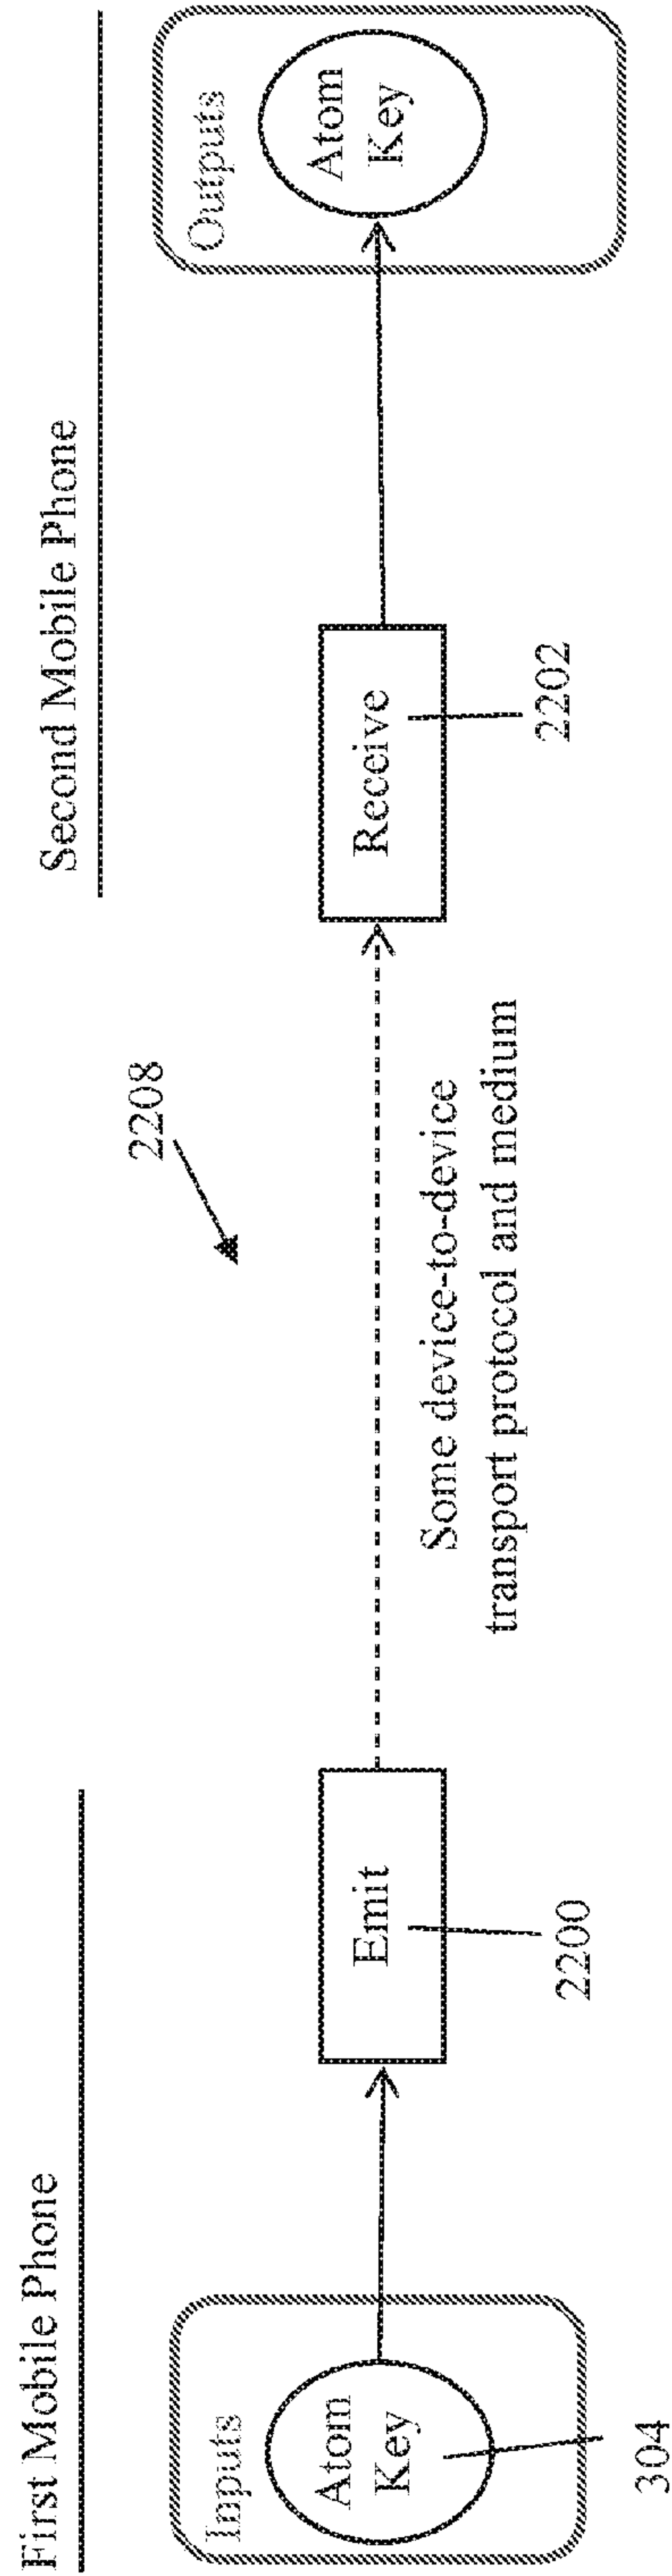 First Mobile Phone
Second Mobile Phone
2208
Inputs
Atom
Key
304
Emit
2200
Some device-to-device
transport protocol and medium
Receive
2202
Outputs
Atom
Key